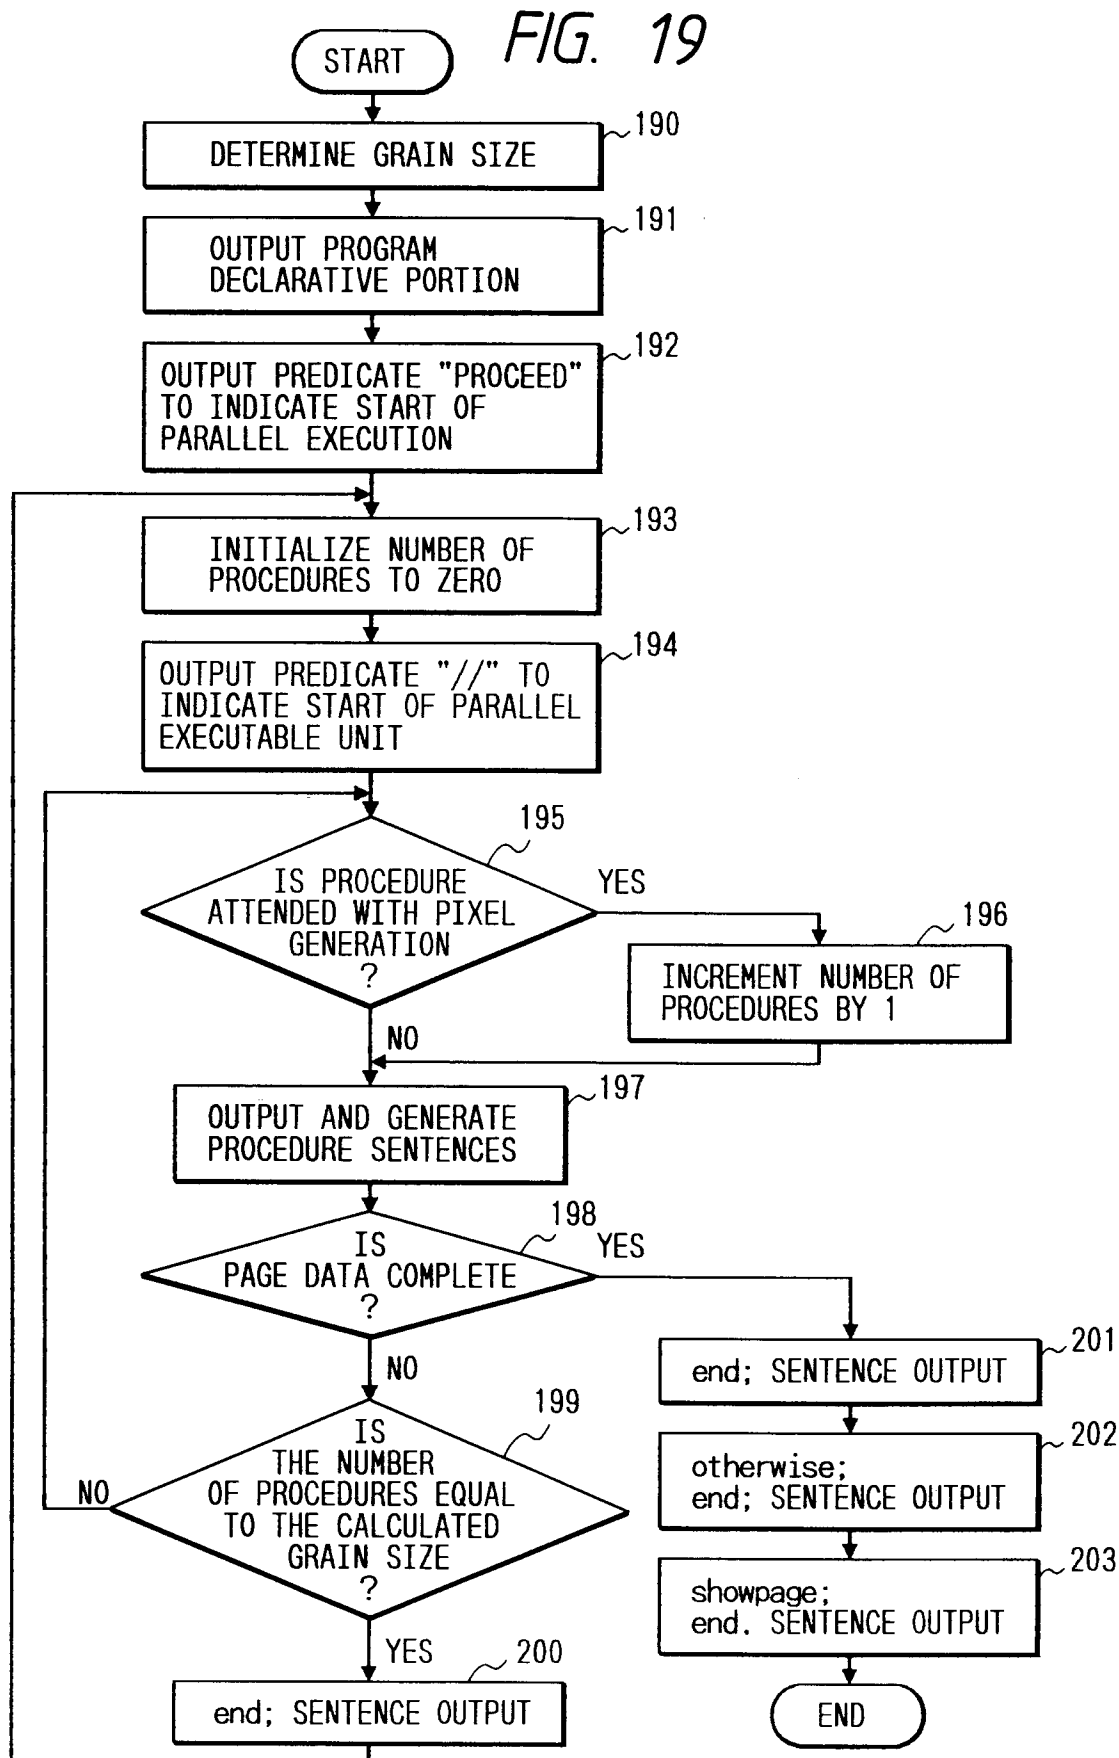 FIG. 19
START
190
DETERMINE GRAIN SIZE
191
OUTPUT PROGRAM
DECLARATIVE PORTION
192
OUTPUT PREDICATE "PROCEED"
TO INDICATE START OF
PARALLEL EXECUTION
193
INITIALIZE NUMBER OF
PROCEDURES TO ZERO
194
OUTPUT PREDICATE "//" TO
INDICATE START OF PARALLEL
EXECUTABLE UNIT
195
IS PROCEDURE
ATTENDED WITH PIXEL
GENERATION
?
YES
196
INCREMENT NUMBER OF
PROCEDURES BY 1
NO
197
OUTPUT AND GENERATE
PROCEDURE SENTENCES
198
IS
PAGE DATA COMPLETE
?
YES
NO
199
IS
THE NUMBER
OF PROCEDURES EQUAL
TO THE CALCULATED
GRAIN SIZE
?
NO
YES
200
end; SENTENCE OUTPUT
201
end; SENTENCE OUTPUT
202
otherwise;
end; SENTENCE OUTPUT
203
showpage;
end. SENTENCE OUTPUT
END